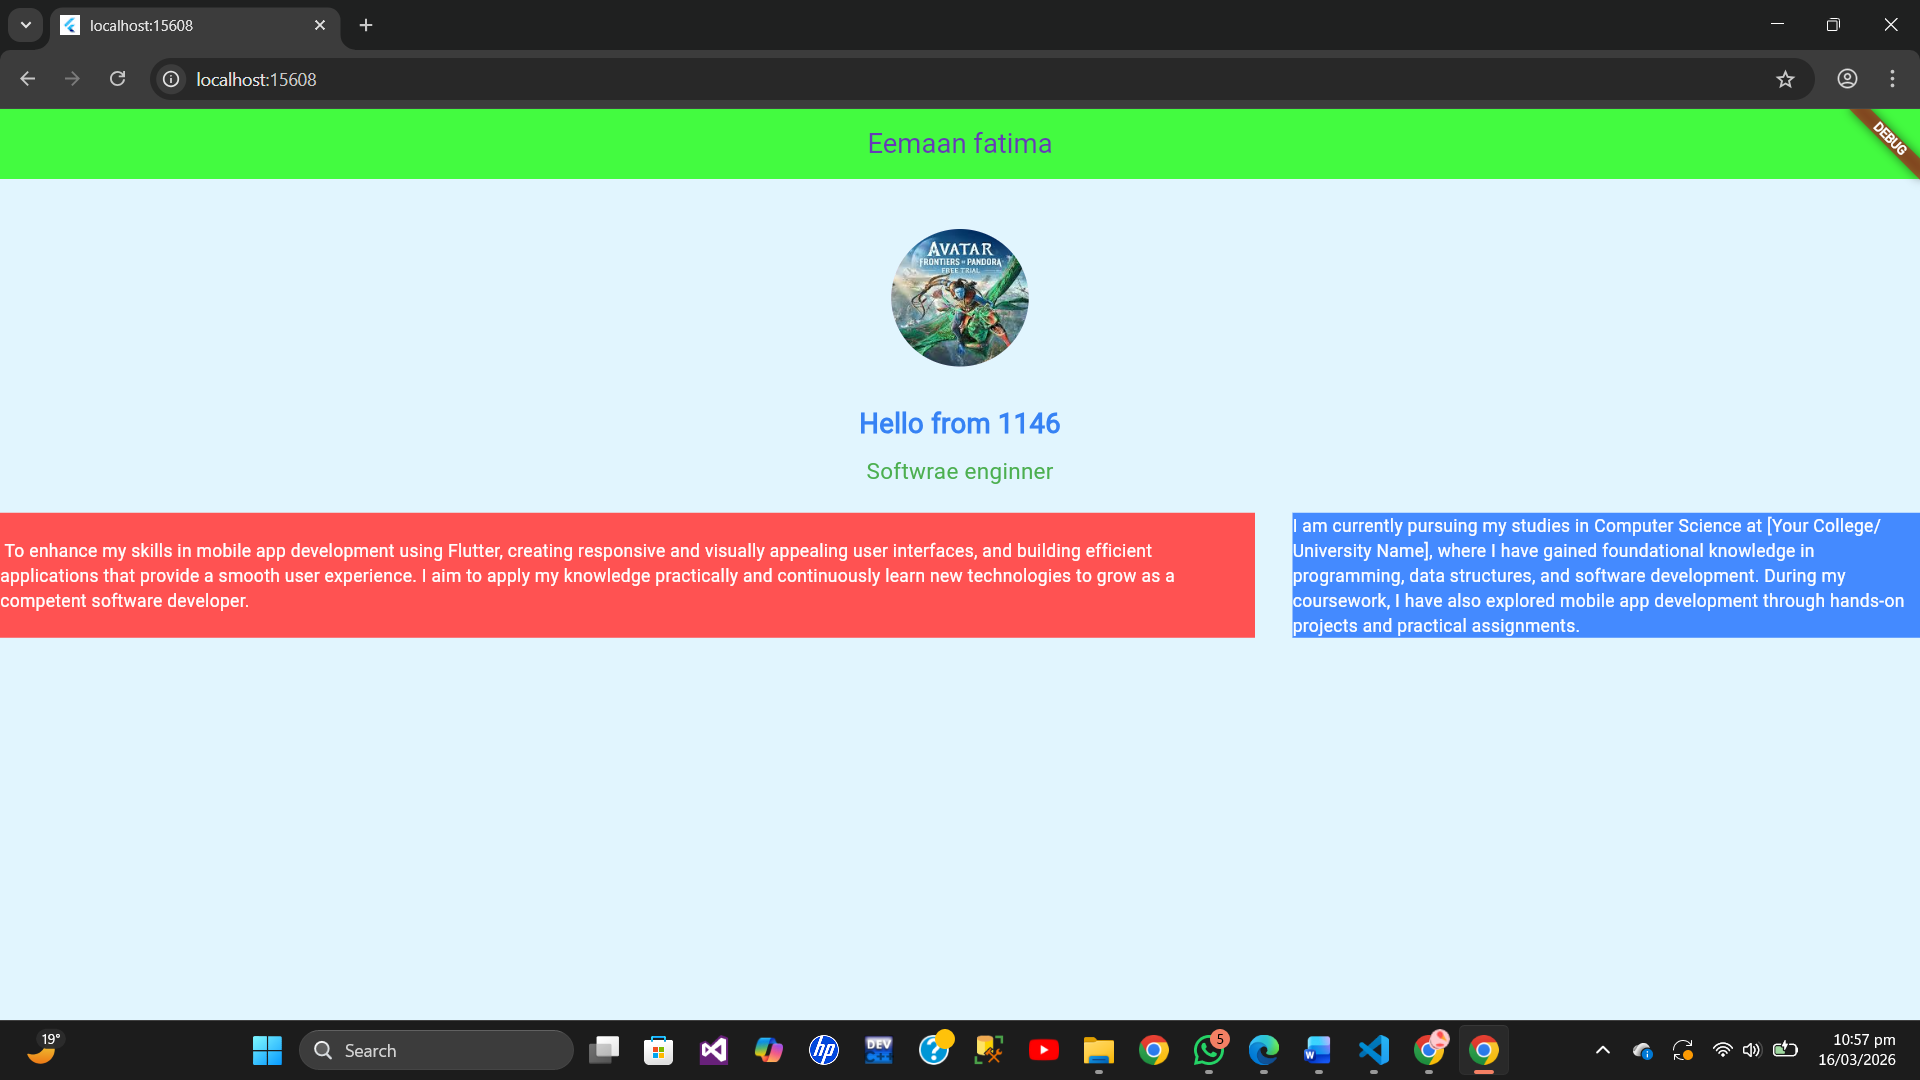 localhost:15608
localhost:15608
Eemaan fatima
DEBUG
AVATAR
FRONTIERS of PANDORA
FREE TRIAL
Hello from 1146
Softwrae enginner
To enhance my skills in mobile app development using Flutter, creating responsive and visually appealing user interfaces, and building efficient
applications that provide a smooth user experience. I aim to apply my knowledge practically and continuously learn new technologies to grow as a
competent software developer.
I am currently pursuing my studies in Computer Science at [Your College/
University Name], where I have gained foundational knowledge in
programming, data structures, and software development. During my
coursework, I have also explored mobile app development through hands-on
projects and practical assignments.
19°
Search
hp
DEV
5
W
10:57 pm
16/03/2026